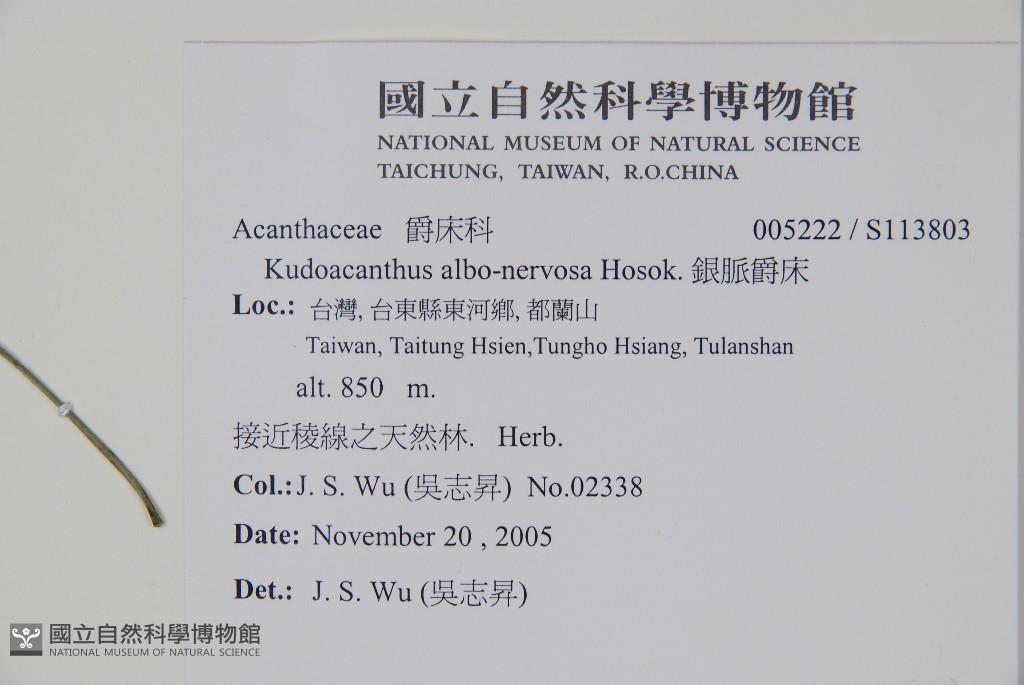 國立自然科學博物館
NATIONAL MUSEUM OF NATURAL SCIENCE
TAICHUNG, TAIWAN, R.O.CHINA
Acanthaceae 爵床科 005222 / S113803
Kudoacanthus albo-nervosa Hosok. 銀脈爵床
Loc.: 台灣, 台東縣東河鄉, 都蘭山
Taiwan, Taitung Hsien,Tungho Hsiang, Tulanshan
alt. 850 m.
接近稜線之天然林. Herb.
Col.:J. S. Wu (吳志昇) No.02338
Date: November 20 , 2005
Det.: J. S. Wu (吳志昇)
國立自然科學博物館
NATIONAL MUSEUM OF NATURAL SCIENCE